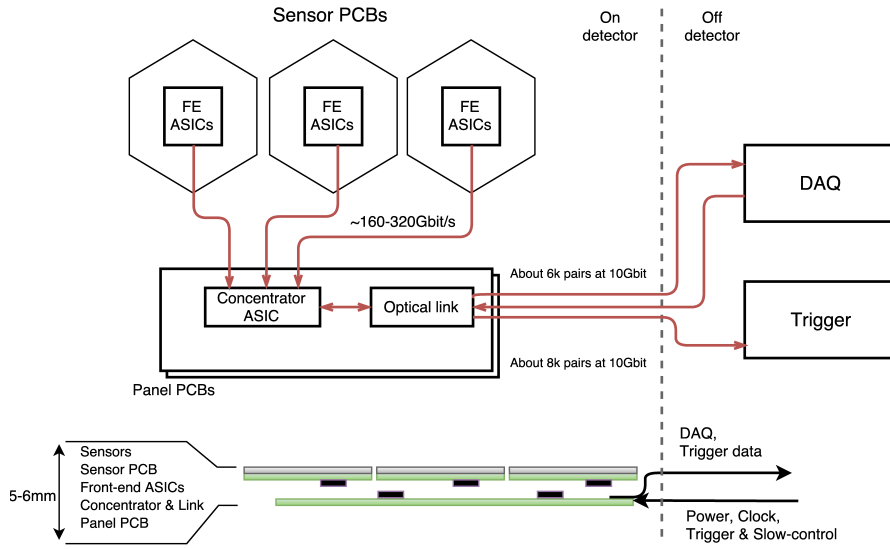 Sensor PCBs
On
detector
Off
detector
FE
ASICs
FE
ASICs
FE
ASICs
DAQ
~160-320Gbit/s
About 6k pairs at 10Gbit
Concentrator
ASIC
Optical link
Trigger
About 8k pairs at 10Gbit
Panel PCBs
5-6mm
Sensors
Sensor PCB
Front-end ASICs
Concentrator & Link
Panel PCB
DAQ,
Trigger data
Power, Clock,
Trigger & Slow-control